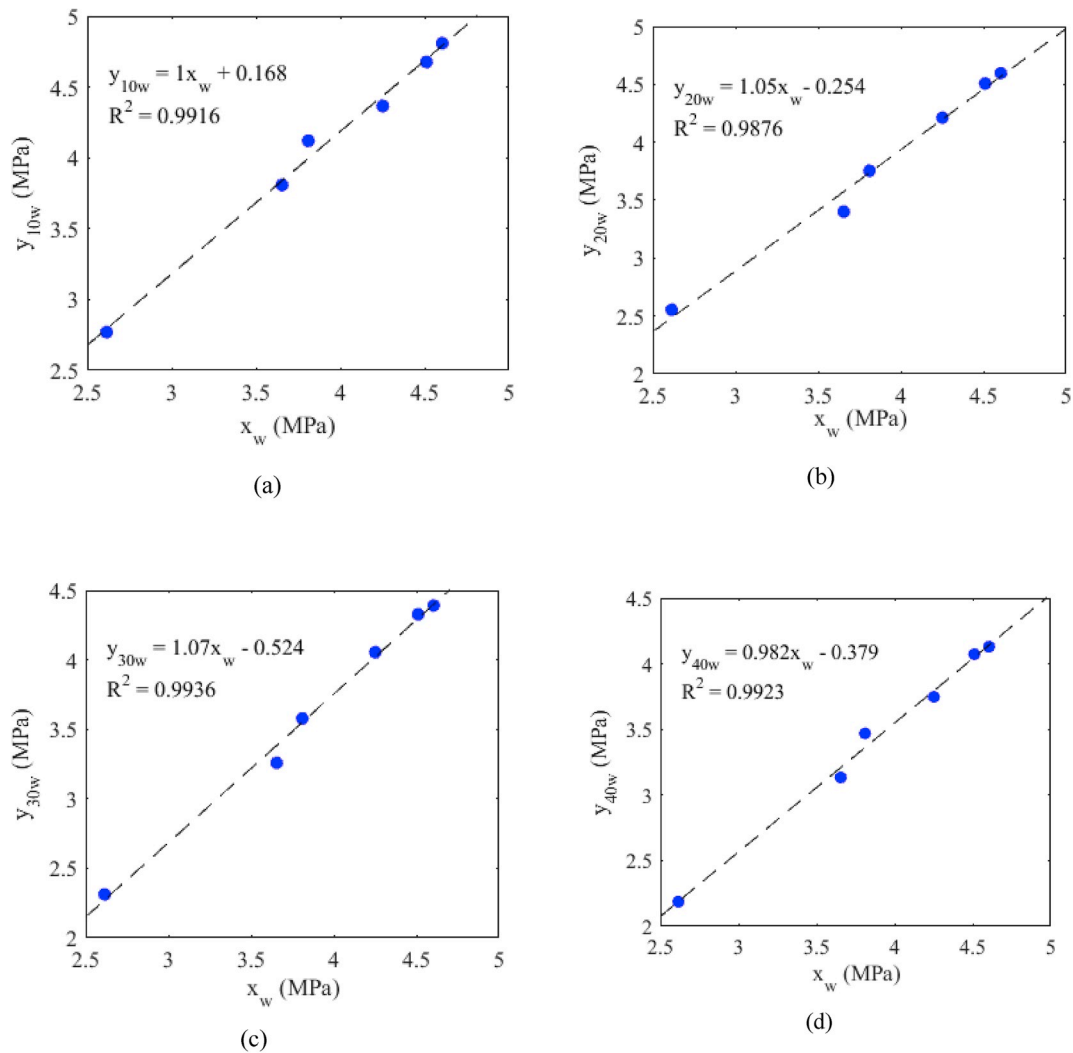 5
4.5
4
3.5
3
2.5
y10w (MPa)
y10w = 1xw + 0.168
R2 = 0.9916
2.5 3 3.5 4 4.5 5
xw (MPa)
(a)
5
4.5
4
3.5
3
2.5
2
y20w (MPa)
y20w = 1.05xw- 0.254
R2 = 0.9876
2.5 3 3.5 4 4.5 5
xw (MPa)
(b)
4.5
4
3.5
3
2.5
2
y30w (MPa)
y30w = 1.07xw - 0.524
R2 = 0.9936
2.5 3 3.5 4 4.5 5
xw (MPa)
(c)
4.5
4
3.5
3
2.5
2
y40w (MPa)
y40w = 0.982xw - 0.379
R2 = 0.9923
2.5 3 3.5 4 4.5 5
xw (MPa)
(d)